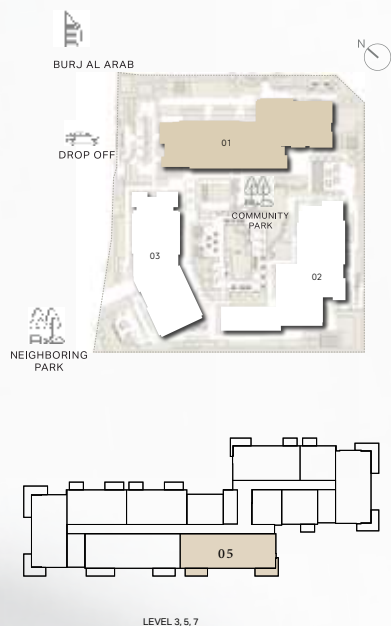 N
BURJ AL ARAB
DROP OFF
01
COMMUNITY
PARK
03
02
NEIGHBORING
PARK
05
LEVEL 3, 5, 7